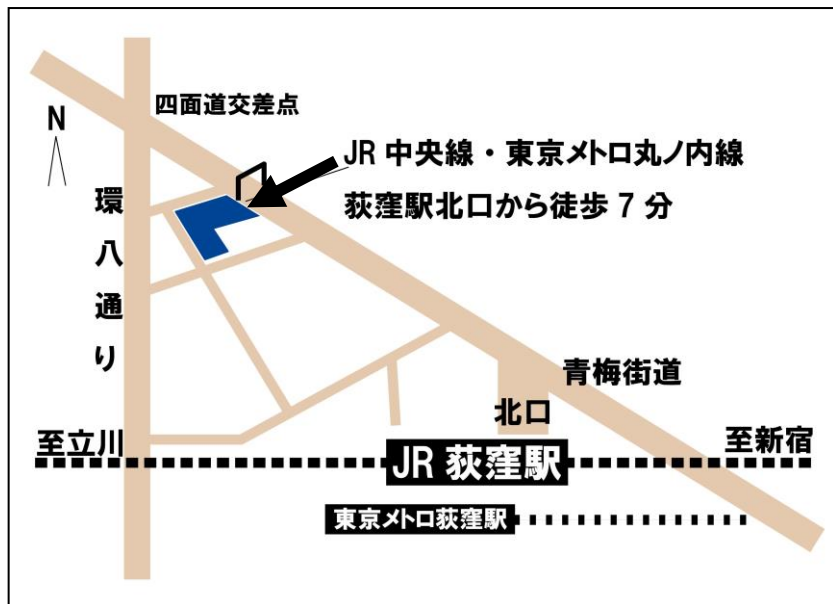 四面道交差点
N
JR 中央線・東京メトロ丸ノ内線
荻窪駅北口から徒歩 7 分
環八通り
青梅街道
北口
至立川
至新宿
JR 荻窪駅
東京メトロ荻窪駅